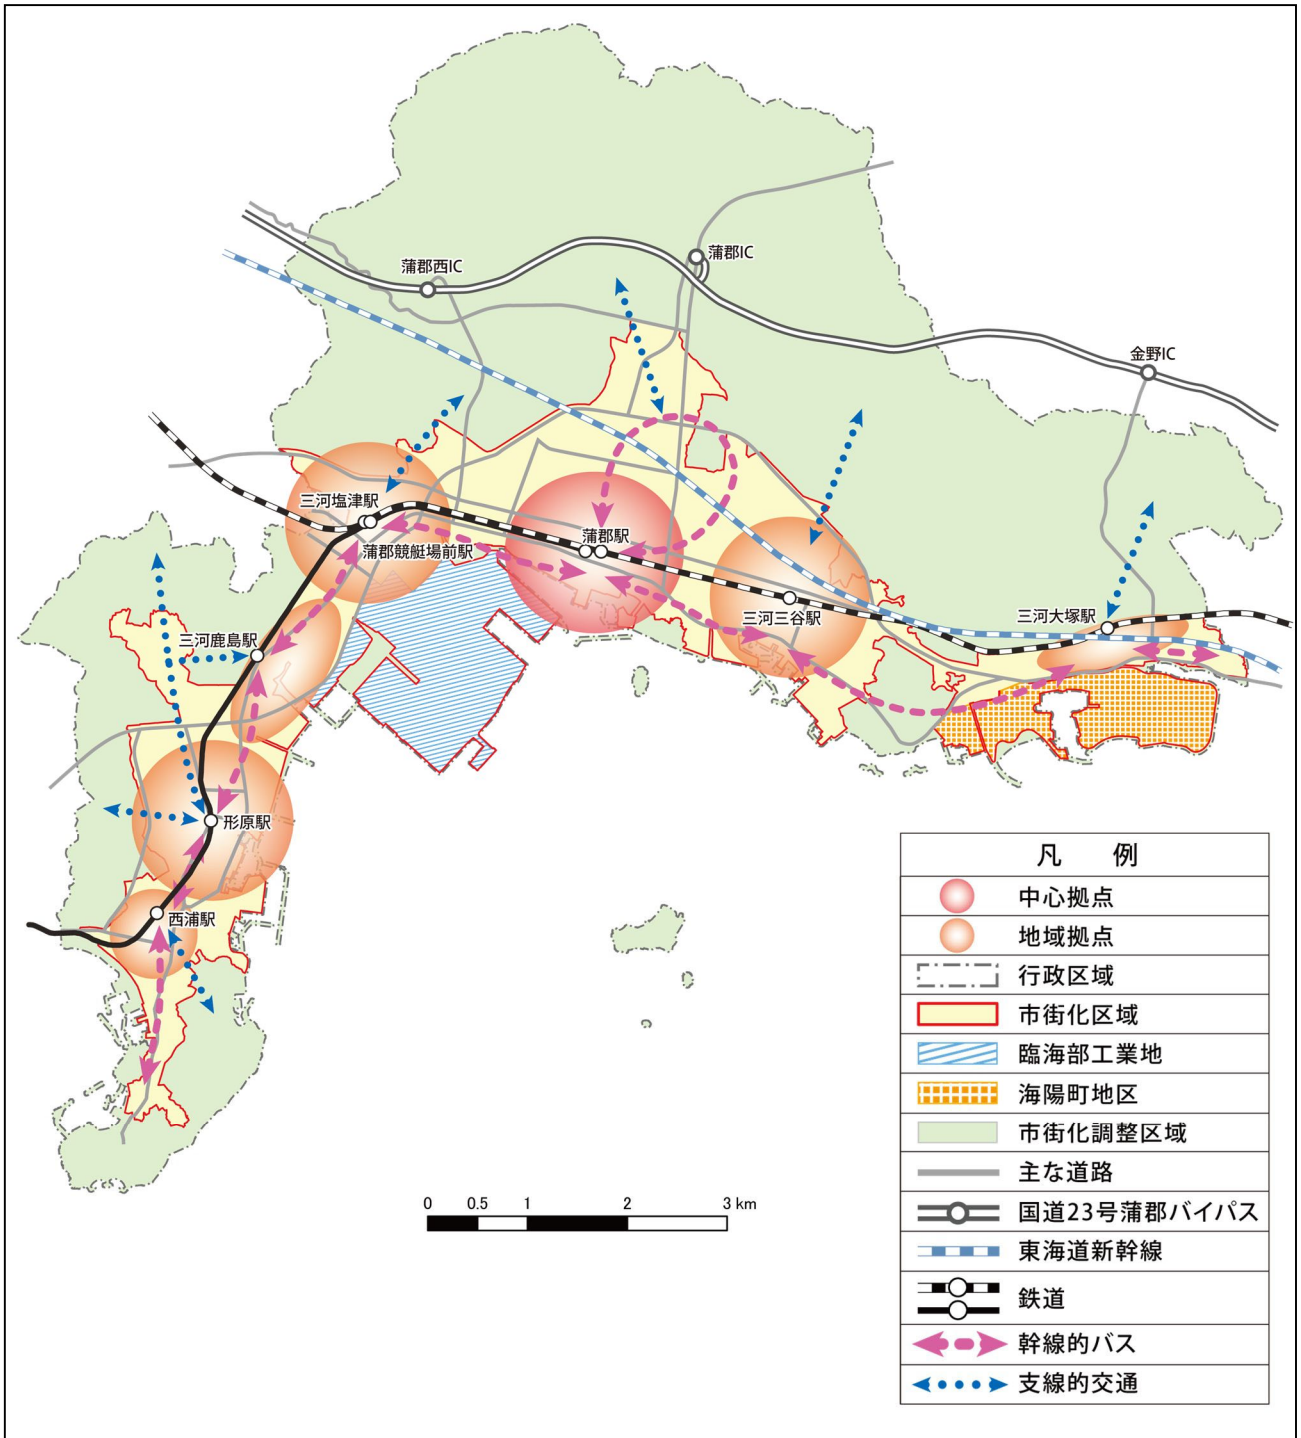 蒲郡IC
蒲郡西IC
金野IC
三河塩津駅
蒲郡駅
蒲郡競艇場前駅
三河三谷駅
三河大塚駅
三河鹿島駅
形原駅
西浦駅
凡 例
中心拠点
地域拠点
行政区域
市街化区域
臨海部工業地
海陽町地区
市街化調整区域
主な道路
国道23号蒲郡バイパス
東海道新幹線
鉄道
幹線的バス
支線的交通
0 0.5 1 2 3 km